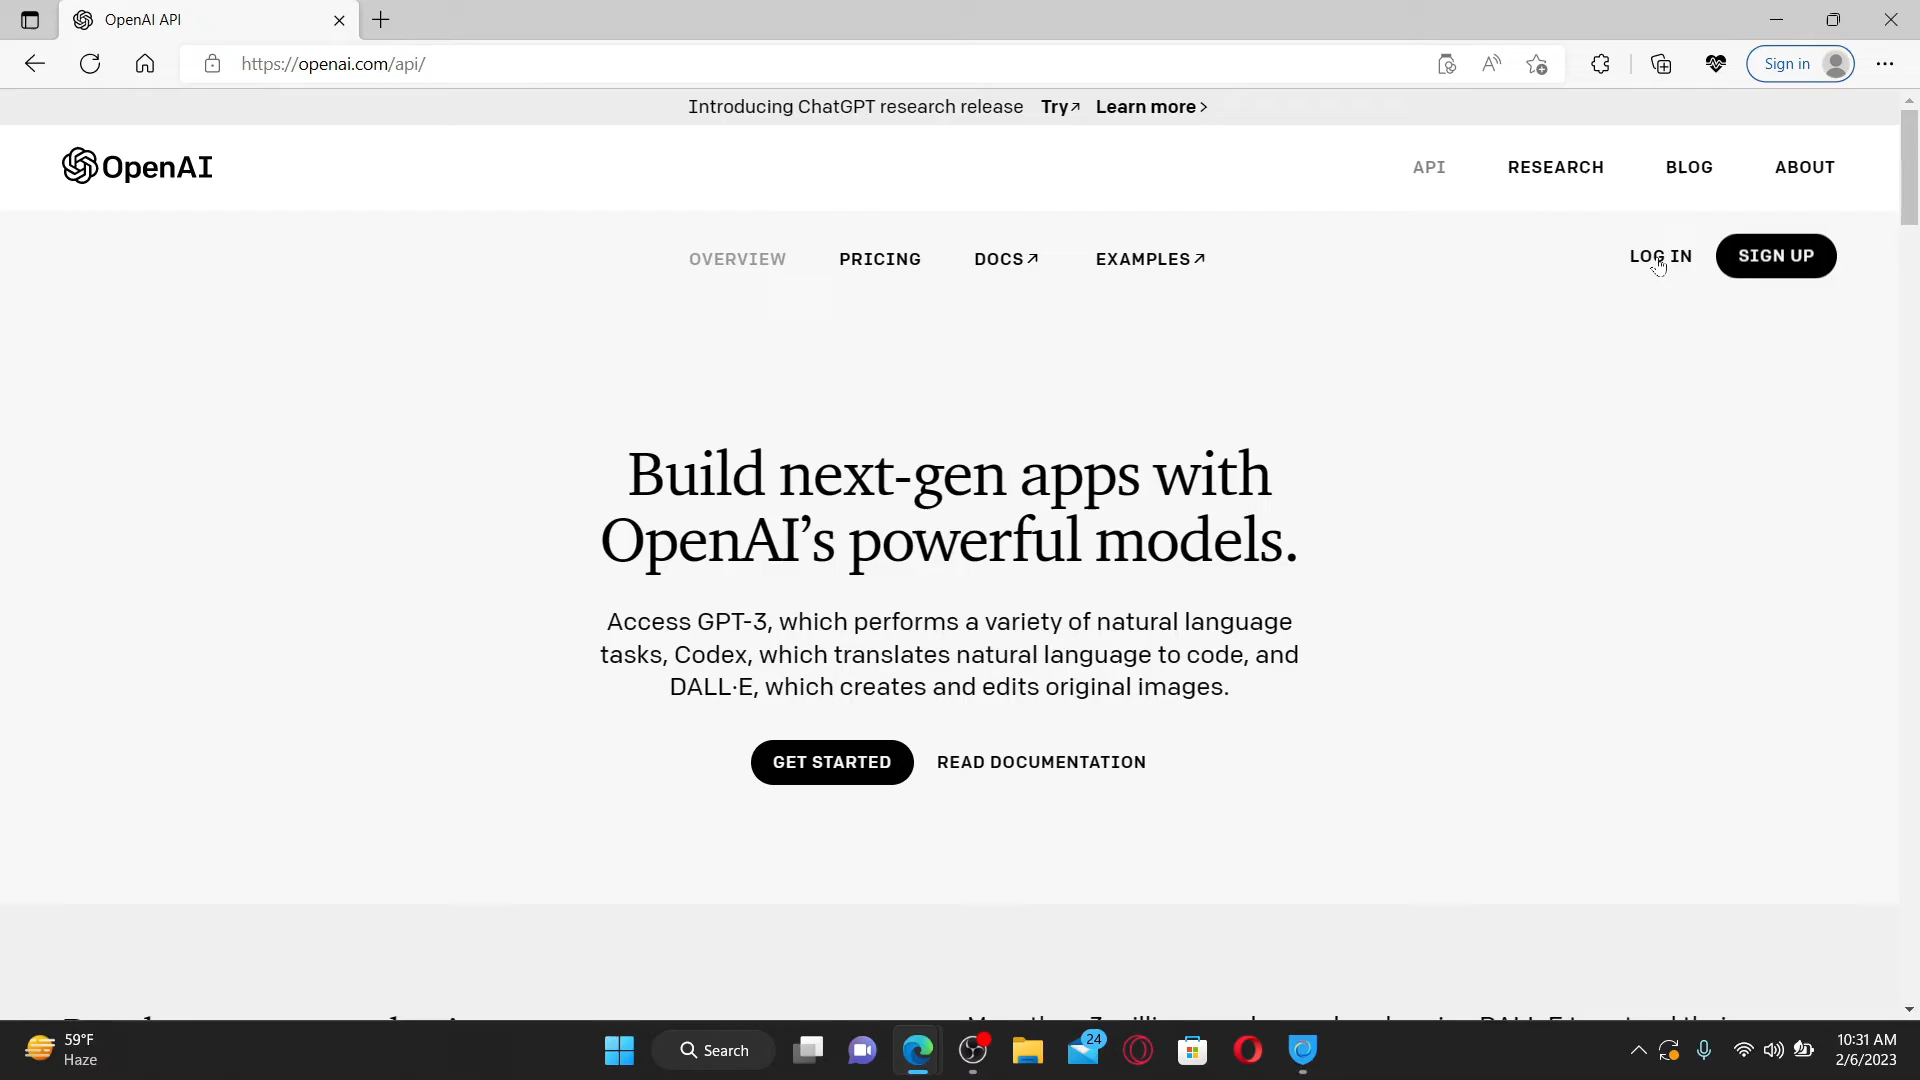 OpenAI API
https://openai.com/api/
Sign in
Introducing ChatGPT research release Try↗ Learn more >
OpenAI
API RESEARCH BLOG ABOUT
OVERVIEW PRICING DOCS↗ EXAMPLES↗
LOG IN SIGN UP
Build next-gen apps with
OpenAI’s powerful models.
Access GPT-3, which performs a variety of natural language
tasks, Codex, which translates natural language to code, and
DALL·E, which creates and edits original images.
GET STARTED READ DOCUMENTATION
59°F
Haze
Search
24
10:31 AM
2/6/2023